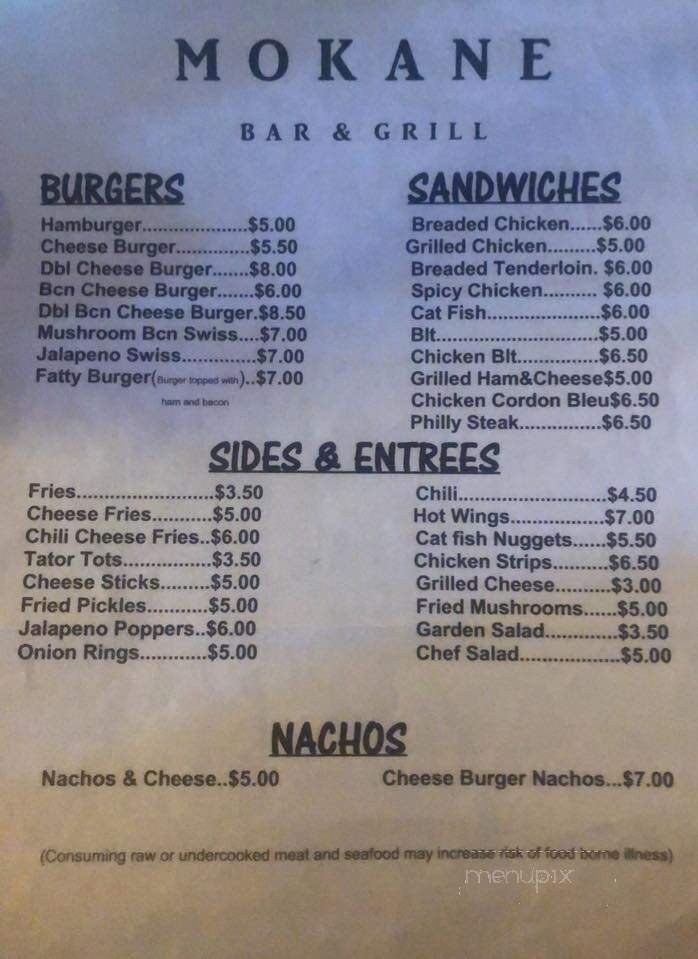 MOKANE
BAR & GRILL
BURGERS
Hamburger.....................$5.00
Cheese Burger...............$5.50
Dbl Cheese Burger.......$8.00
Bcn Cheese Burger.......$6.00
Dbl Bcn Cheese Burger.$8.50
Mushroom Bcn Swiss....$7.00
Jalapeno Swiss...............$7.00
Fatty Burger(Burger topped with)..$7.00
ham and bacon
SANDWICHES
Breaded Chicken......$6.00
Grilled Chicken.........$5.00
Breaded Tenderloin. $6.00
Spicy Chicken.......... $6.00
Cat Fish.....................$6.00
Blt..............................$5.00
Chicken Blt...............$6.50
Grilled Ham&Cheese$5.00
Chicken Cordon Bleu$6.50
Philly Steak...............$6.50
SIDES & ENTREES
Fries.........................$3.50
Cheese Fries...........$5.00
Chili Cheese Fries..$6.00
Tator Tots................$3.50
Cheese Sticks.........$5.00
Fried Pickles...........$5.00
Jalapeno Poppers..$6.00
Onion Rings............$5.00
Chili...........................$4.50
Hot Wings.................$7.00
Cat fish Nuggets......$5.50
Chicken Strips..........$6.50
Grilled Cheese..........$3.00
Fried Mushrooms......$5.00
Garden Salad.............$3.50
Chef Salad..................$5.00
NACHOS
Nachos & Cheese..$5.00
Cheese Burger Nachos...$7.00
(Consuming raw or undercooked meat and seafood may increase risk of food borne illness)
menupix